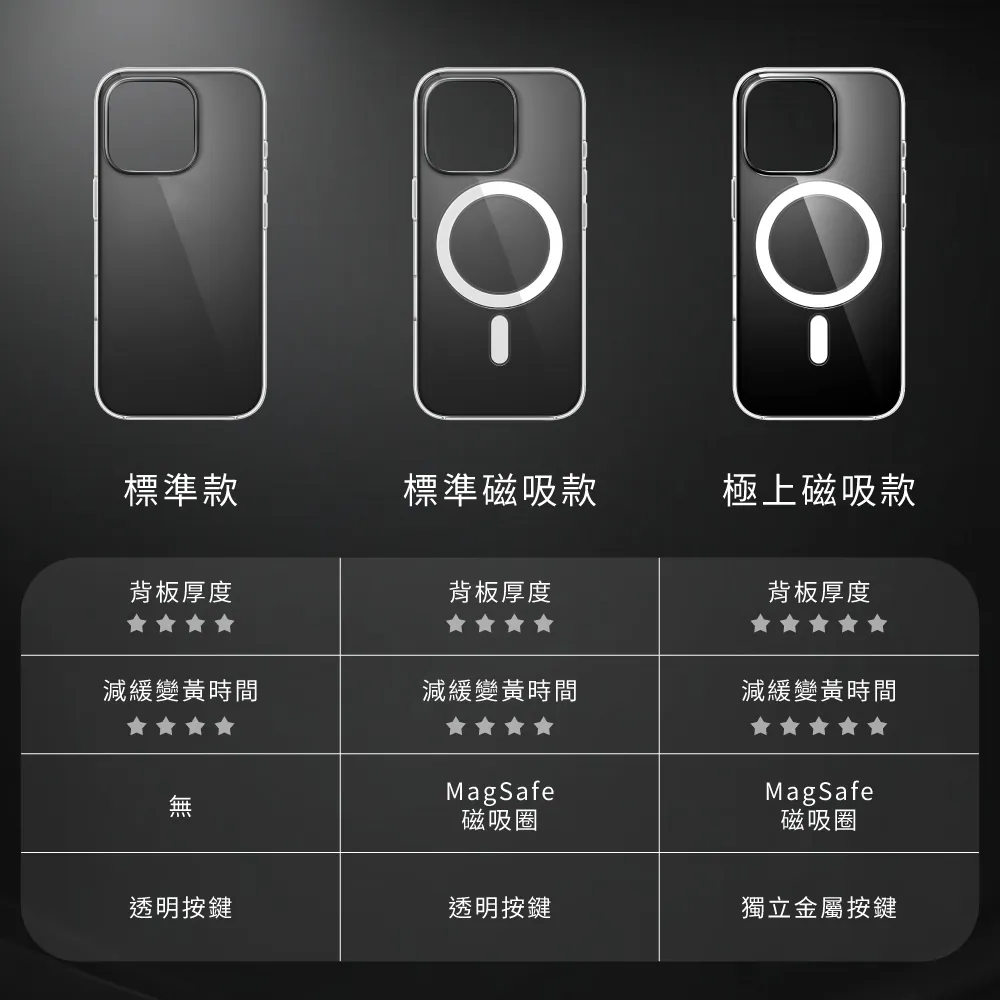 標準款
標準磁吸款
極上磁吸款
背板厚度
★★★★
背板厚度
★★★★
背板厚度
★★★★★
減緩變黃時間
★★★★
減緩變黃時間
★★★★
減緩變黃時間
★★★★★
無
MagSafe
磁吸圈
MagSafe
磁吸圈
透明按鍵
透明按鍵
獨立金屬按鍵